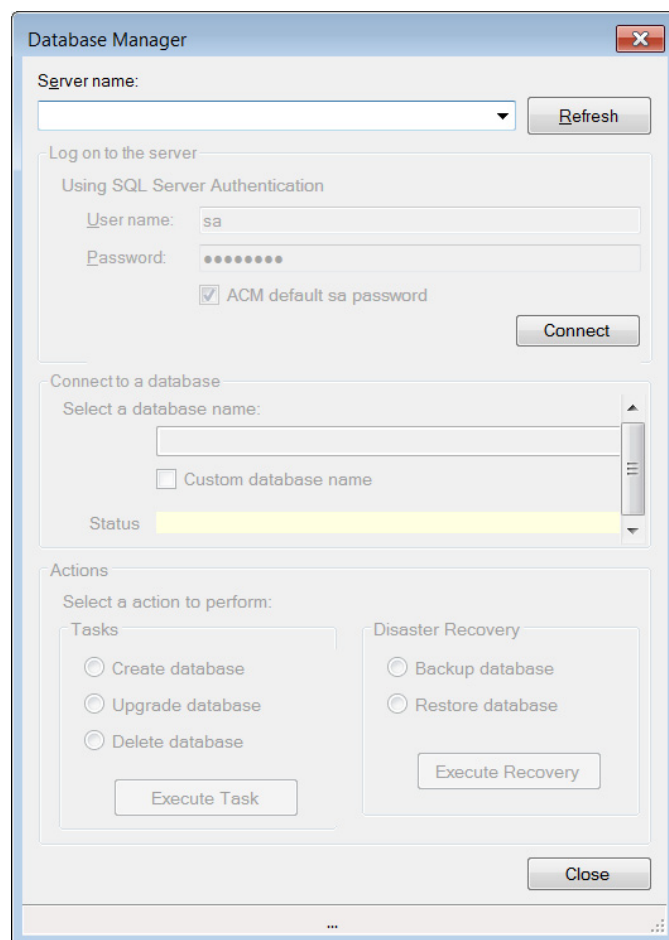 Database Manager
Server name:
Refresh
Log on to the server
Using SQL Server Authentication
User name:
sa
Password:
●●●●●●●●
ACM default sa password
Connect
Connect to a database
Select a database name:
Custom database name
Status
Actions
Select a action to perform:
Tasks
Create database
Upgrade database
Delete database
Execute Task
Disaster Recovery
Backup database
Restore database
Execute Recovery
Close
...